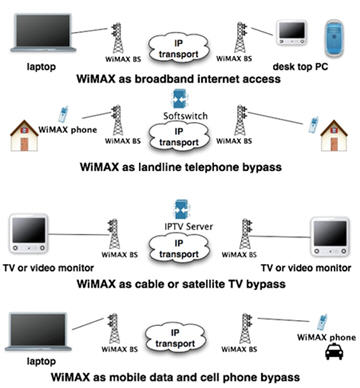 IP
transport
WiMAX BS
WiMAX BS
laptop
desk top PC
WiMAX as broadband internet access
Softswitch
WiMAX phone
IP
transport
WiMAX BS
WiMAX BS
WiMAX as landline telephone bypass
IPTV Server
IP
transport
WiMAX BS
WiMAX BS
TV or video monitor
TV or video monitor
WiMAX as cable or satellite TV bypass
IP
transport
WiMAX BS
WiMAX BS
WiMAX phone
laptop
WiMAX as mobile data and cell phone bypass